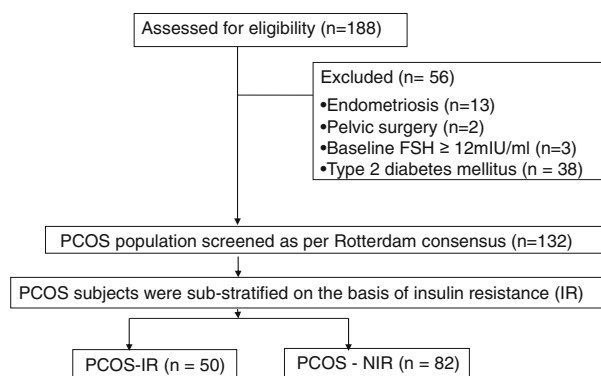 Assessed for eligibility (n=188)
Excluded (n= 56)
•Endometriosis (n=13)
•Pelvic surgery (n=2)
•Baseline FSH ≥ 12mIU/ml (n=3)
•Type 2 diabetes mellitus (n = 38)
PCOS population screened as per Rotterdam consensus (n=132)
PCOS subjects were sub-stratified on the basis of insulin resistance (IR)
PCOS-IR (n = 50)
PCOS - NIR (n = 82)